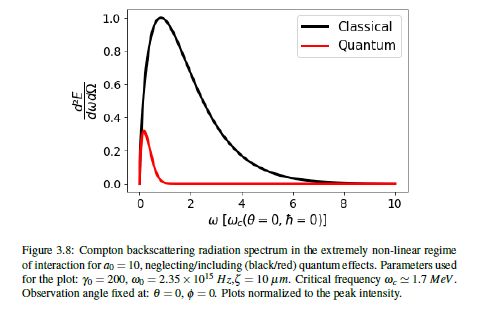 1.0
0.8
0.6
0.4
0.2
0.0
d²E
dωdΩ
Classical
Quantum
0 2 4 6 8 10
ω [ω_c(θ = 0, ħ = 0)]
Figure 3.8: Compton backscattering radiation spectrum in the extremely non-linear regime
of interaction for a₀ = 10, neglecting/including (black/red) quantum effects. Parameters used
for the plot: γ₀ = 200, ω₀ = 2.35 × 10¹⁵ Hz,ζ = 10 μm. Critical frequency ω_c ≃ 1.7 MeV.
Observation angle fixed at: θ = 0, ϕ = 0. Plots normalized to the peak intensity.